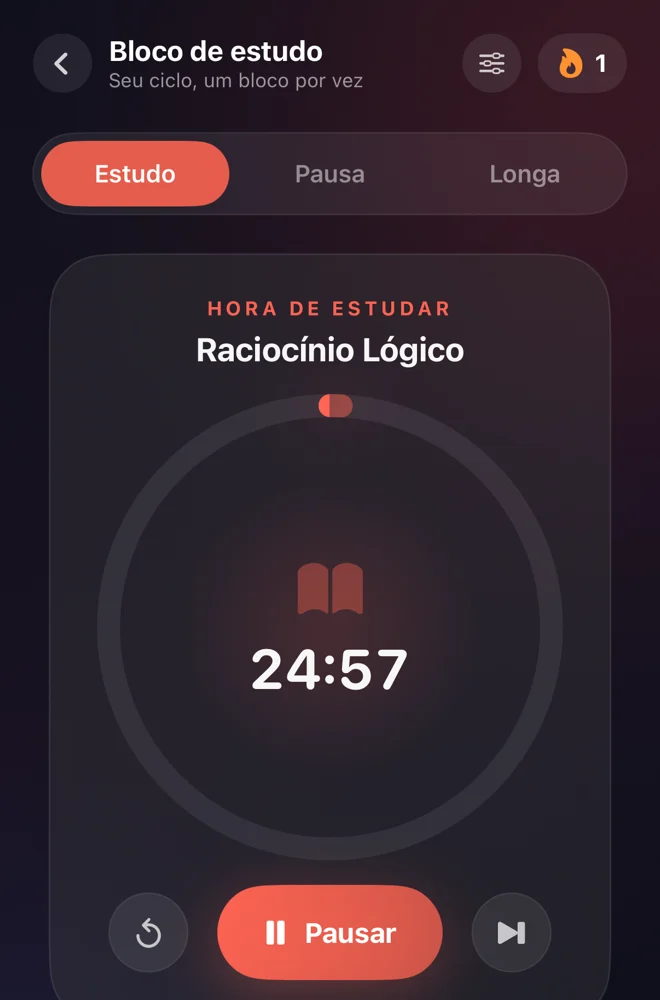 Bloco de estudo
Seu ciclo, um bloco por vez
1
Estudo
Pausa
Longa
HORA DE ESTUDAR
Raciocínio Lógico
24:57
Pausar